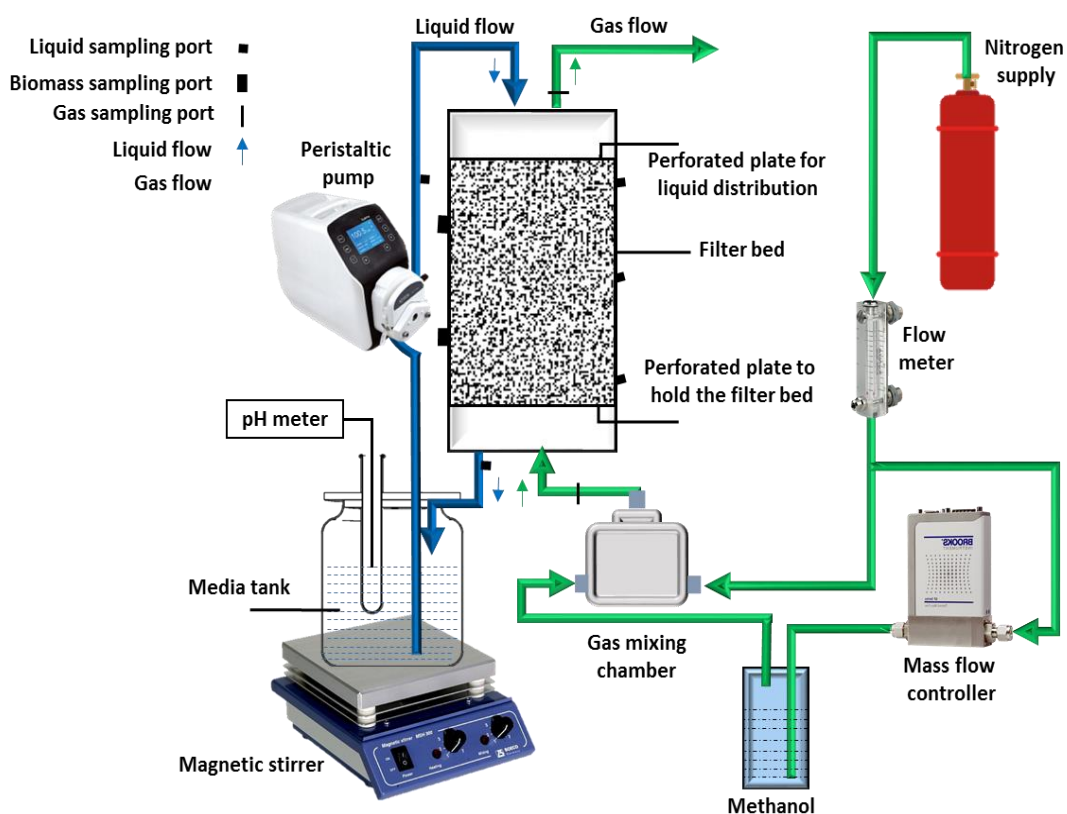 Liquid sampling port
Biomass sampling port
Gas sampling port
Liquid flow
Gas flow
Liquid flow
Gas flow
Nitrogen
supply
Peristaltic
pump
Perforated plate for
liquid distribution
Filter bed
Flow
meter
Perforated plate to
hold the filter bed
pH meter
Media tank
BROOKS
Gas mixing
chamber
Mass flow
controller
Magnetic stirrer
Magnetic stirrer
Methanol